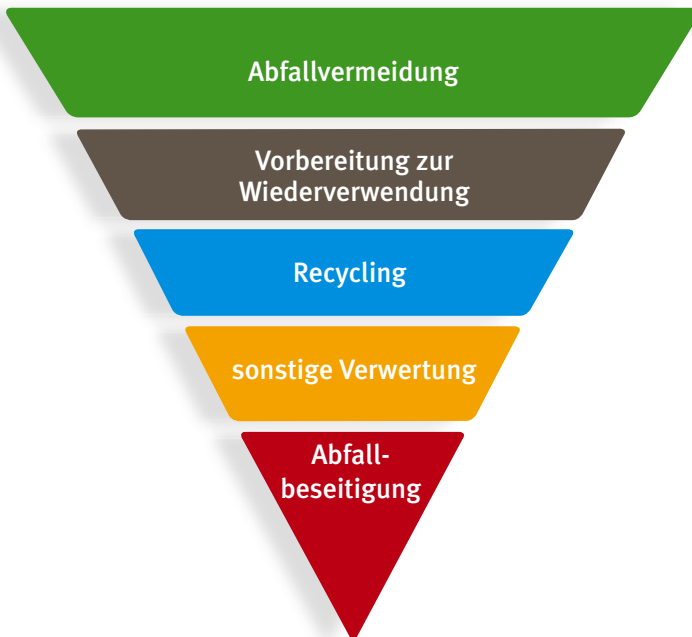 Abfallvermeidung
Vorbereitung zur
Wiederverwendung
Recycling
sonstige Verwertung
Abfall-
beseitigung